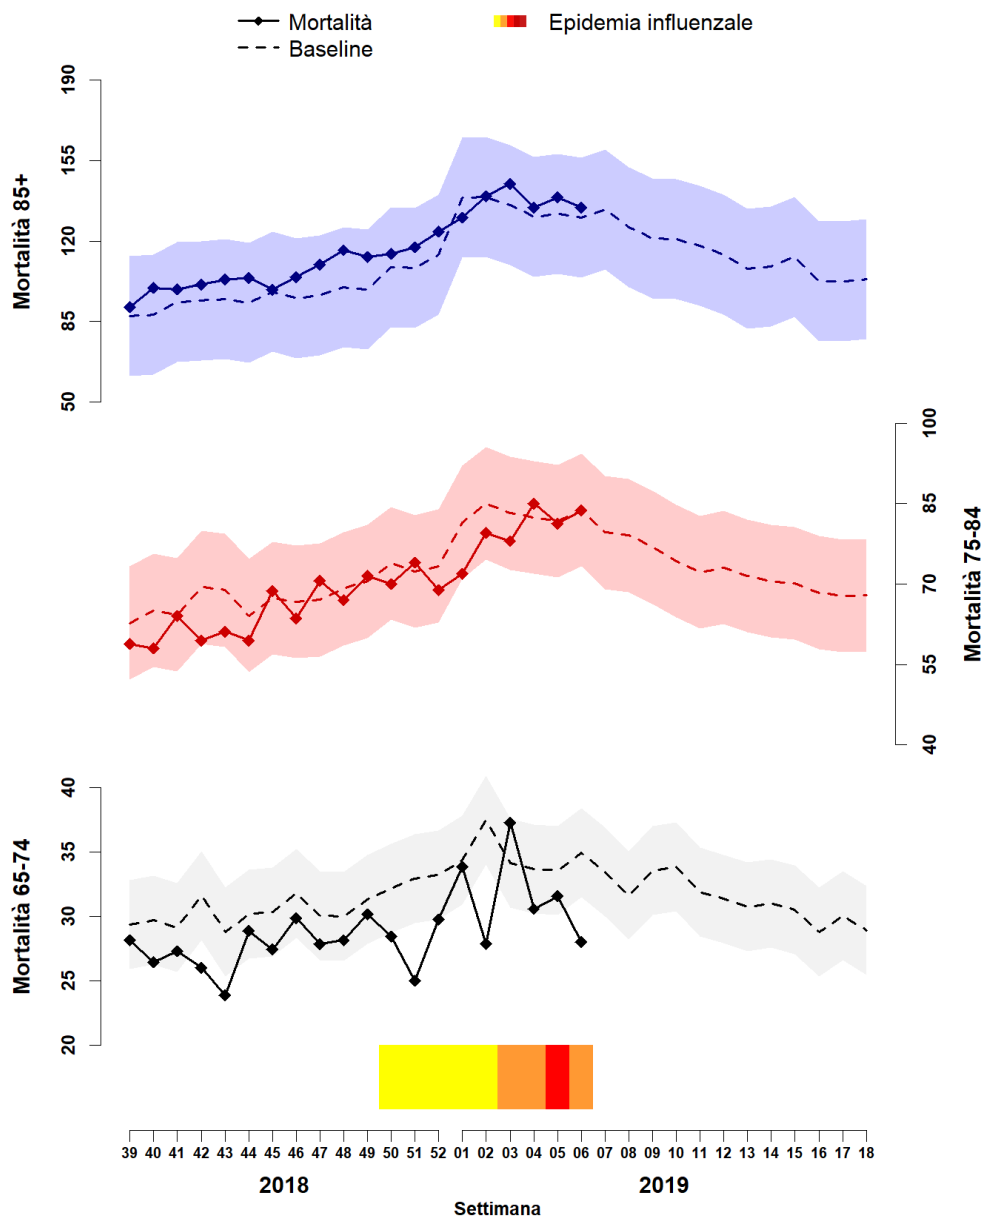 Mortalità
Epidemia influenzale
Baseline
Mortalità 85+
190
155
120
85
50
Mortalità 75-84
100
85
70
55
40
Mortalità 65-74
40
35
30
25
20
39 40 41 42 43 44 45 46 47 48 49 50 51 52 01 02 03 04 05 06 07 08 09 10 11 12 13 14 15 16 17 18
2018 2019
Settimana